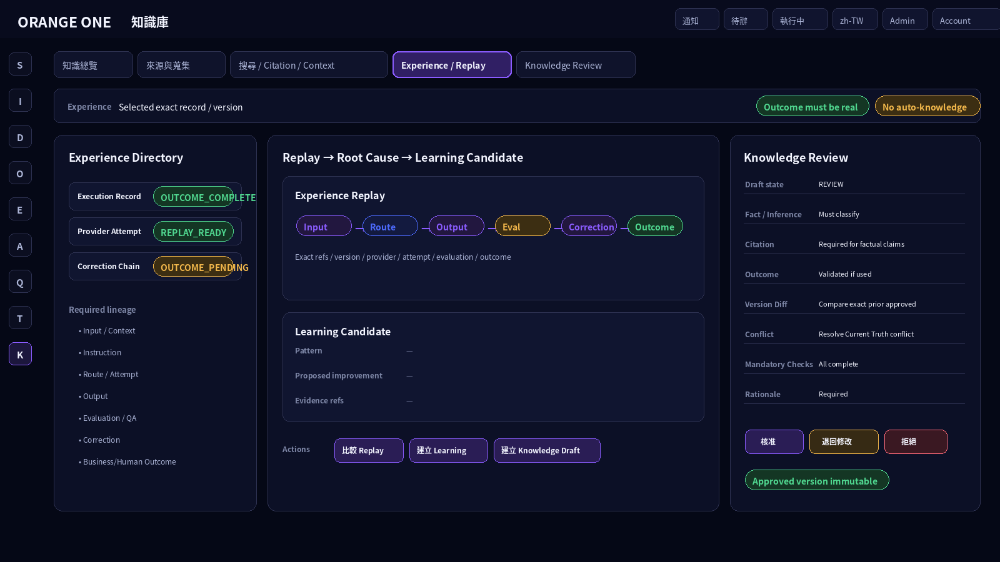 ORANGE ONE 知識庫 通知 待辦 執行中 zh-TW Admin Account
知識總覽 來源與蒐集 搜尋 / Citation / Context Experience / Replay Knowledge Review
Experience Selected exact record / version Outcome must be real No auto-knowledge
S
I
D
O
E
A
Q
T
K
Experience Directory
Execution Record OUTCOME_COMPLETE
Provider Attempt REPLAY_READY
Correction Chain OUTCOME_PENDING
Required lineage
• Input / Context
• Instruction
• Route / Attempt
• Output
• Evaluation / QA
• Correction
• Business/Human Outcome
Replay → Root Cause → Learning Candidate
Experience Replay
Input Route Output Eval Correction Outcome
Exact refs / version / provider / attempt / evaluation / outcome
Learning Candidate
Pattern —
Proposed improvement —
Evidence refs —
Actions 比較 Replay 建立 Learning 建立 Knowledge Draft
Knowledge Review
Draft state REVIEW
Fact / Inference Must classify
Citation Required for factual claims
Outcome Validated if used
Version Diff Compare exact prior approved
Conflict Resolve Current Truth conflict
Mandatory Checks All complete
Rationale Required
核准 退回修改 拒絕
Approved version immutable